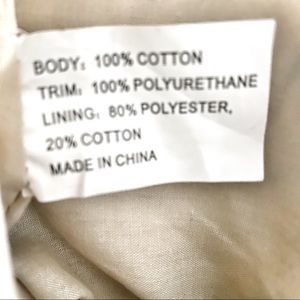 BODY: 100% COTTON
TRIM: 100% POLYURETHANE
LINING: 80% POLYESTER,
20% COTTON
MADE IN CHINA